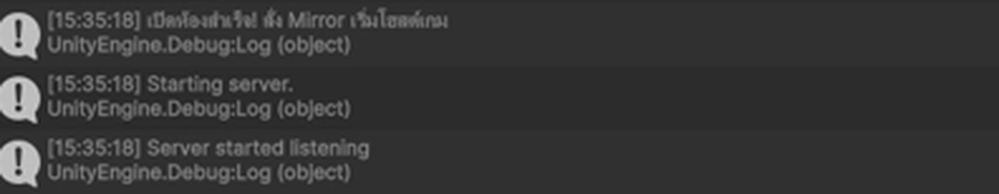 [15:35:18] เปิดห้องสำเร็จ! สั่ง Mirror เริ่มโฮสต์เกม
UnityEngine.Debug:Log (object)
[15:35:18] Starting server.
UnityEngine.Debug:Log (object)
[15:35:18] Server started listening
UnityEngine.Debug:Log (object)